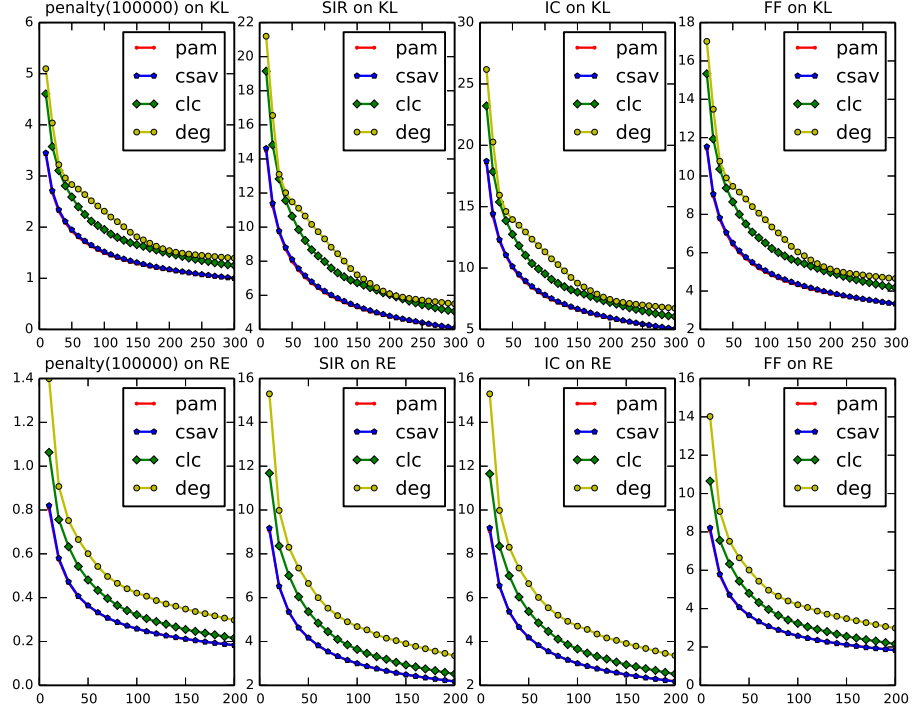 penalty(100000) on KL
6
5
4
3
2
1
0
0 50 100 150 200 250 300
pam
csav
clc
deg
SIR on KL
22
20
18
16
14
12
10
8
6
4
0 50 100 150 200 250 300
pam
csav
clc
deg
IC on KL
30
25
20
15
10
5
0 50 100 150 200 250 300
pam
csav
clc
deg
FF on KL
18
16
14
12
10
8
6
4
2
0 50 100 150 200 250 300
pam
csav
clc
deg
penalty(100000) on RE
1.4
1.2
1.0
0.8
0.6
0.4
0.2
0.0
0 50 100 150 200
pam
csav
clc
deg
SIR on RE
16
14
12
10
8
6
4
2
0 50 100 150 200
pam
csav
clc
deg
IC on RE
16
14
12
10
8
6
4
2
0 50 100 150 200
pam
csav
clc
deg
FF on RE
16
14
12
10
8
6
4
2
0
0 50 100 150 200
pam
csav
clc
deg